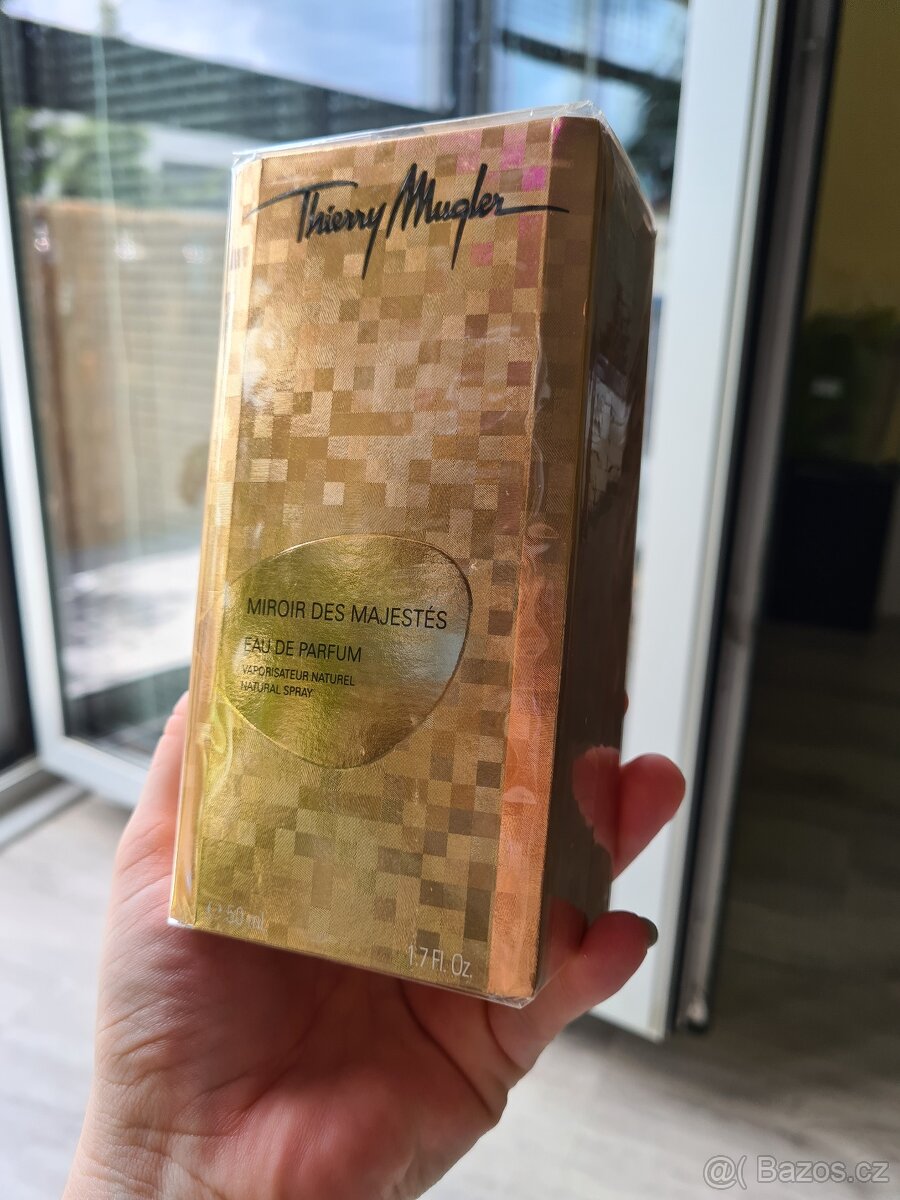 Thierry Mugler
MIROIR DES MAJESTÉS
EAU DE PARFUM
VAPORISATEUR NATUREL
NATURAL SPRAY
50 mL
1.7 Fl. Oz.
@( Bazos.cz